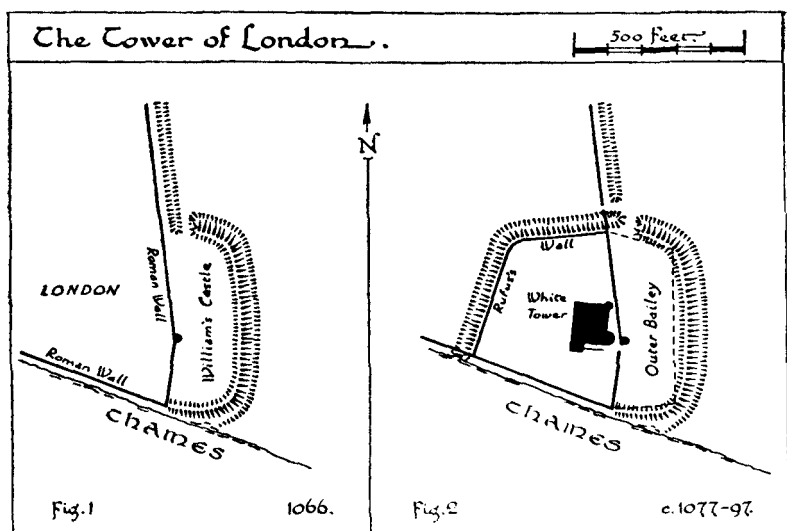 The Tower of London.
500 feet
N
LONDON
Roman Wall
William's Castle
Roman Wall
THAMES
Fig.1
1066.
Wall
Rufus's
White
Tower
Outer Bailey
THAMES
Fig.2
c.1077-97.